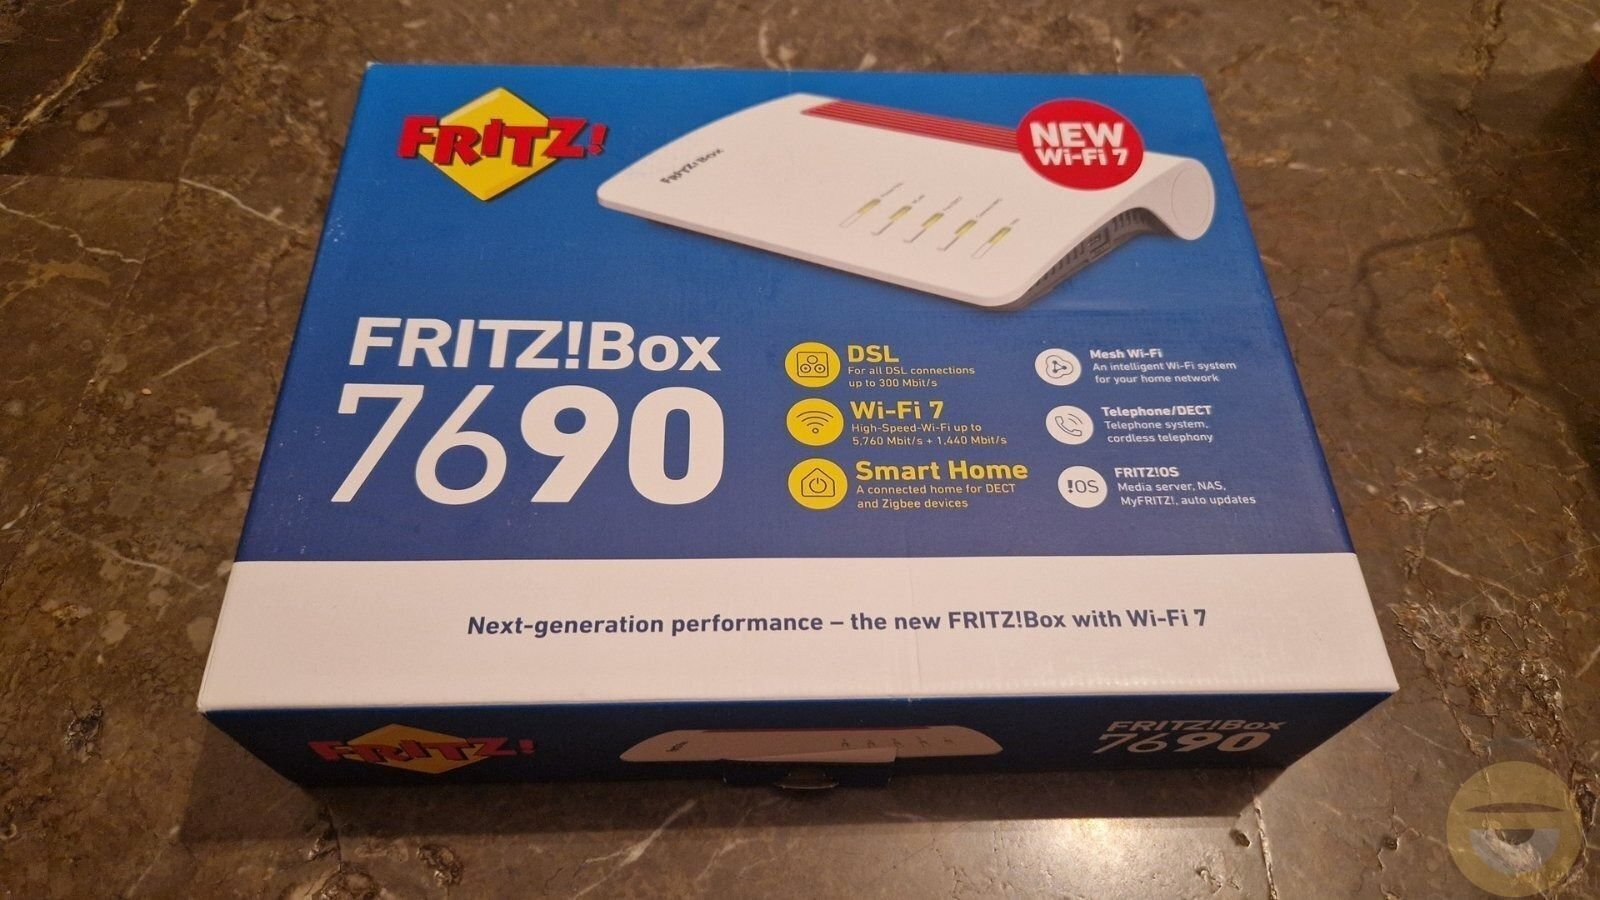 FRITZ!
FRITZ!Box
NEW
Wi-Fi 7
FRITZ!Box
7690
DSL
For all DSL connections
up to 300 Mbit/s
Wi-Fi 7
High-Speed-Wi-Fi up to
5,760 Mbit/s + 1,440 Mbit/s
Smart Home
A connected home for DECT
and Zigbee devices
Mesh Wi-Fi
An intelligent Wi-Fi system
for your home network
Telephone/DECT
Telephone system,
cordless telephony
!OS
FRITZ!OS
Media server, NAS,
MyFRITZ!, auto updates
Next-generation performance – the new FRITZ!Box with Wi-Fi 7
FRITZ!
FRITZ!Box
7690